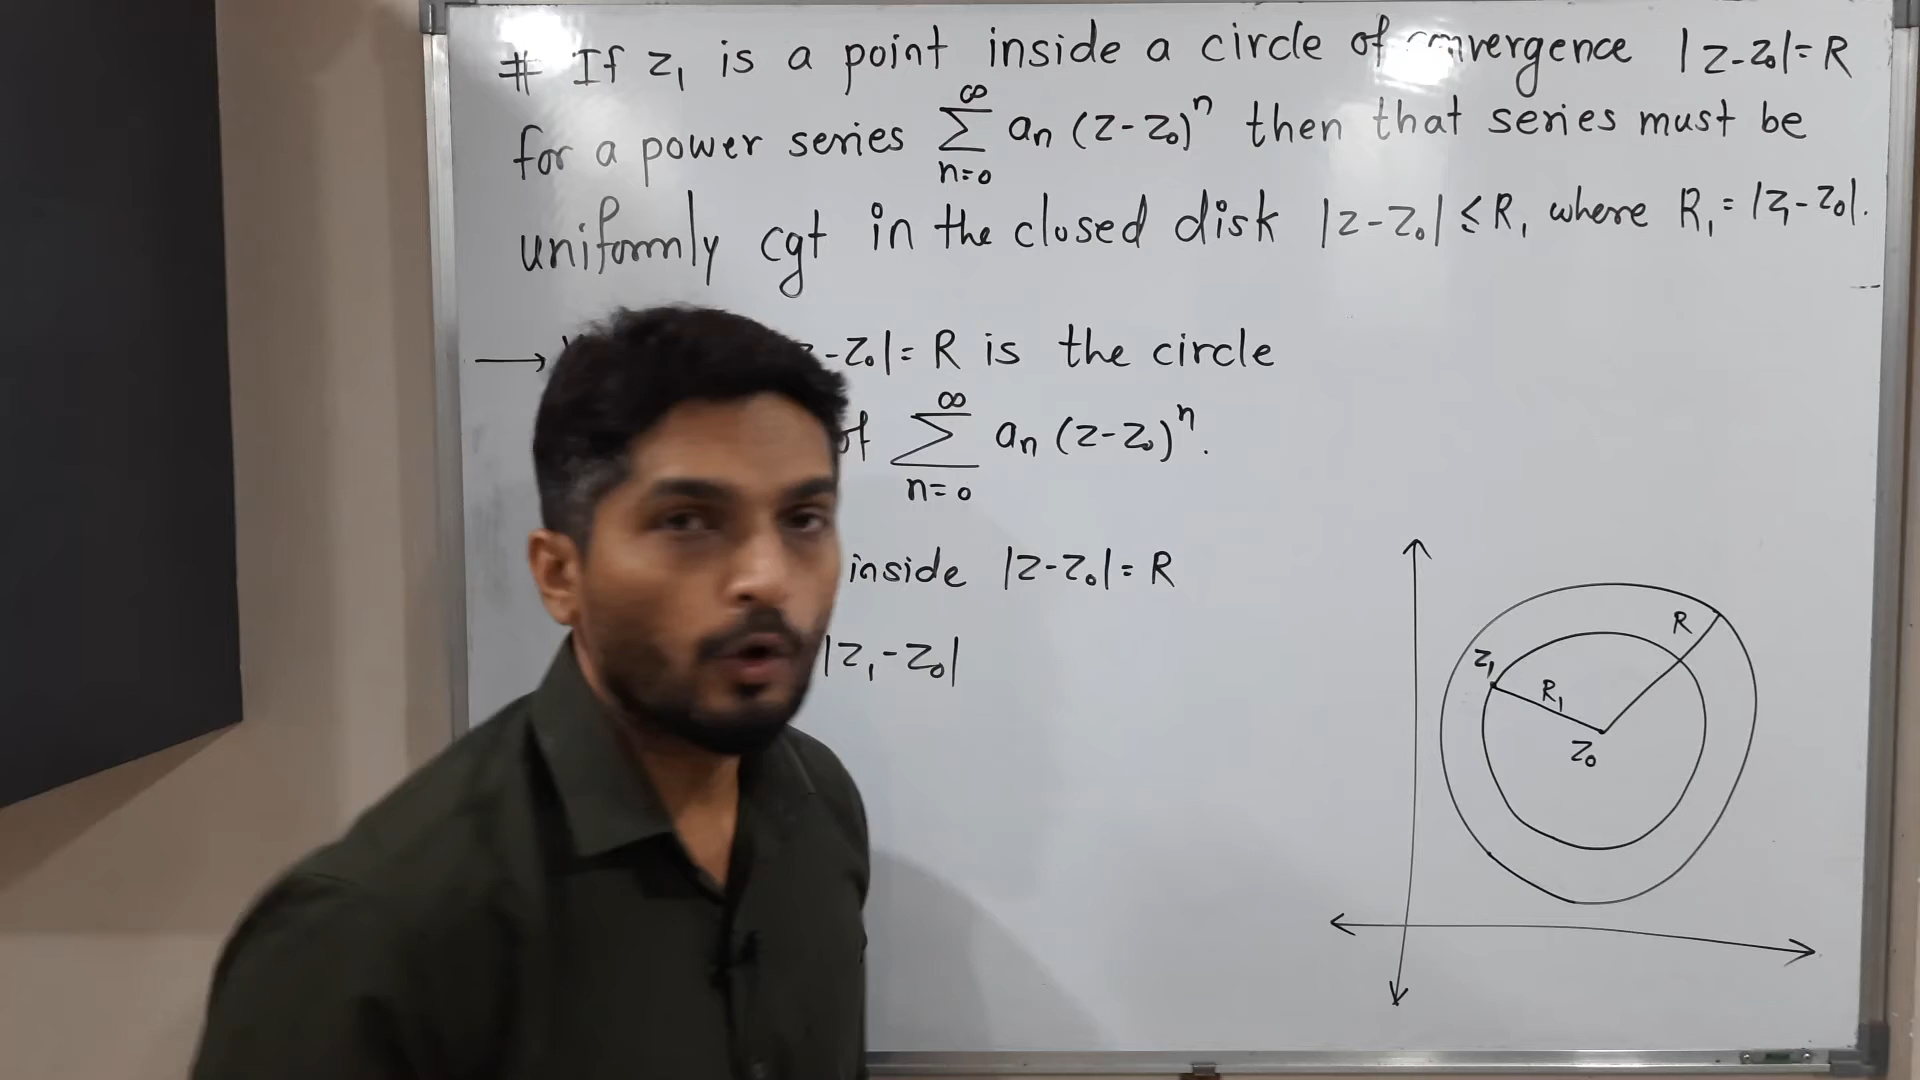 # If z₁ is a point inside a circle of convergence |z-z₀|=R
for a power series ∞∑n=0 aₙ (z-z₀)ⁿ then that series must be
uniformly cgt in the closed disk |z-z₀| ≤ R₁ where R₁ = |z₁-z₀|.
→ -z₀|= R is the circle
of ∞∑n=0 aₙ (z-z₀)ⁿ.
inside |z-z₀|= R
|z₁-z₀|
R
z₁
R₁
z₀